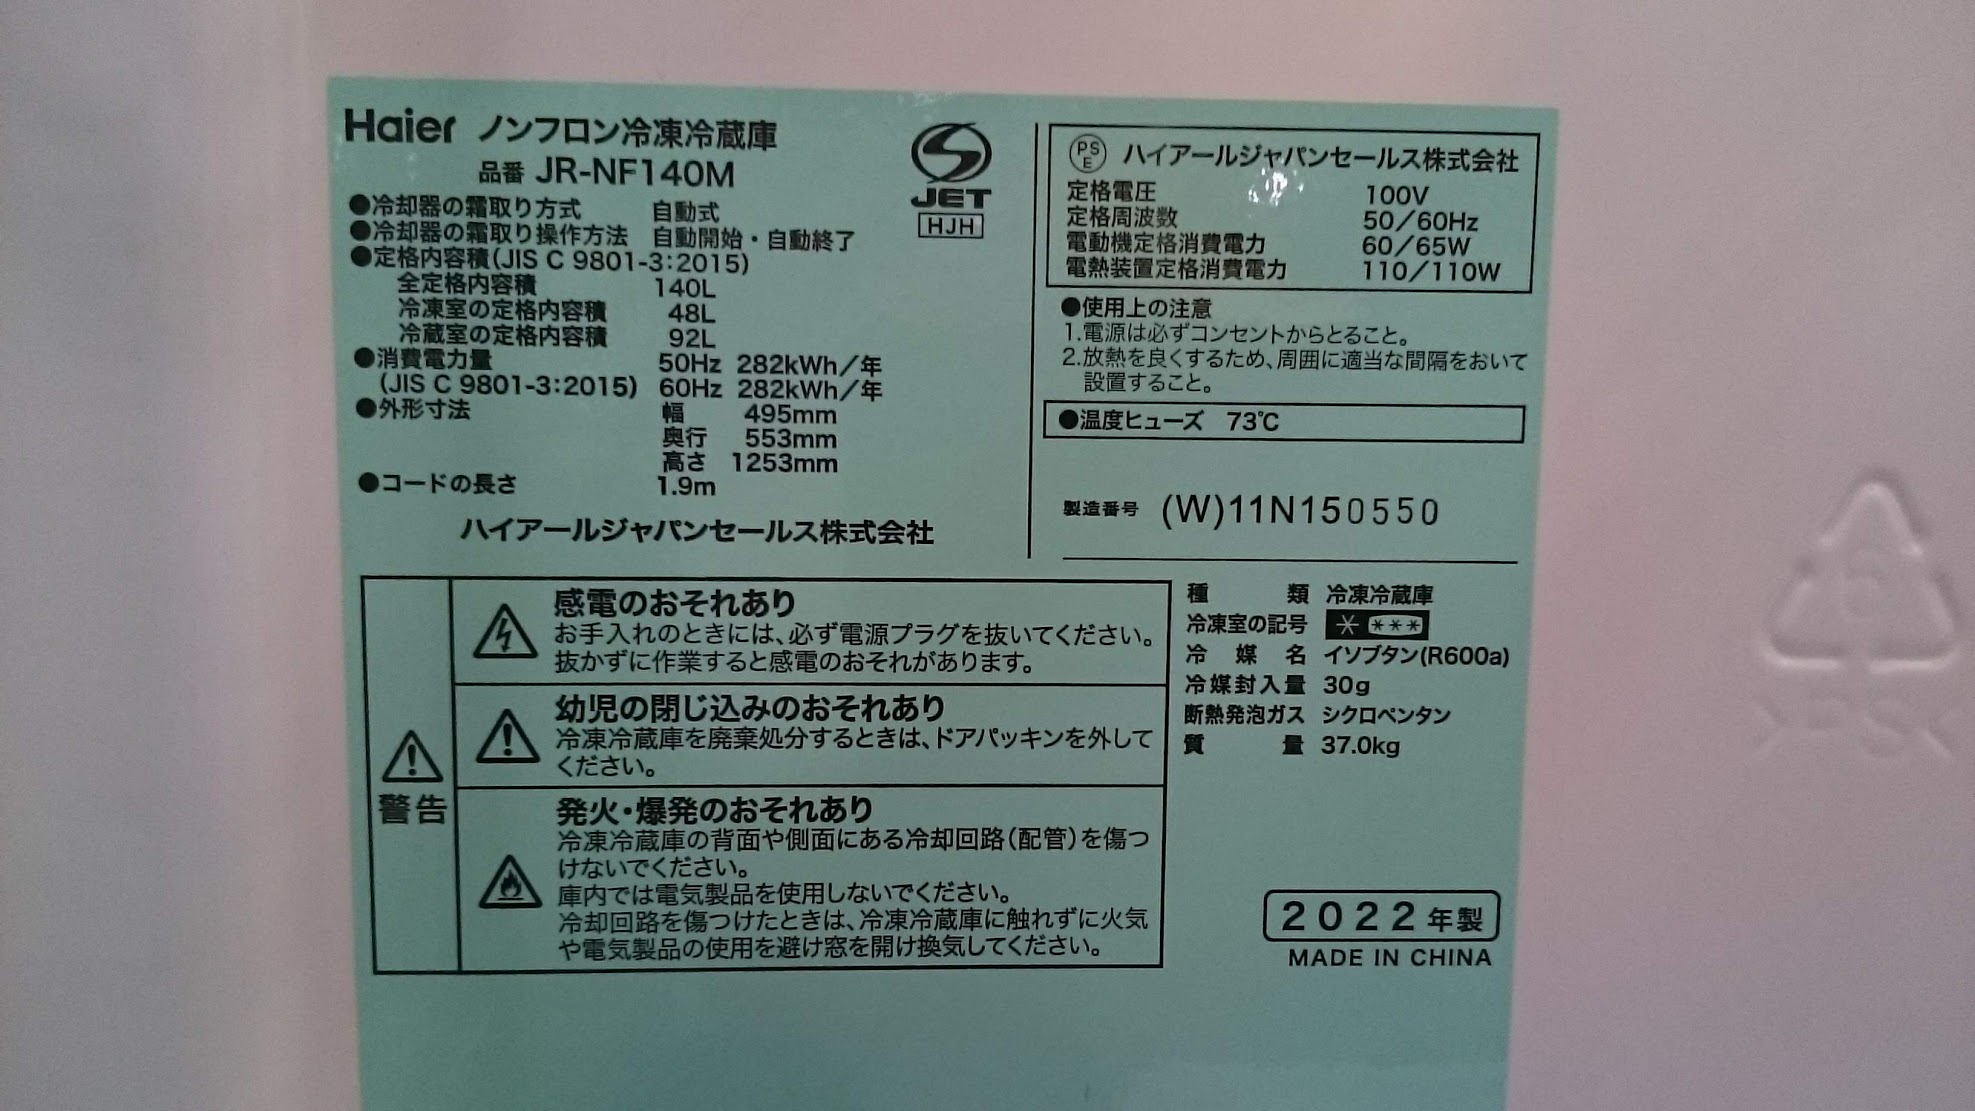 Haier ノンフロン冷凍冷蔵庫
品番 JR-NF140M
●冷却器の霜取り方式 自動式
●冷却器の霜取り操作方法 自動開始・自動終了
●定格内容積(JIS C 9801-3:2015)
全定格内容積 140L
冷凍室の定格内容積 48L
冷蔵室の定格内容積 92L
●消費電力量 50Hz 282kWh/年
(JIS C 9801-3:2015) 60Hz 282kWh/年
●外形寸法 幅 495mm
奥行 553mm
高さ 1253mm
●コードの長さ 1.9m
ハイアールジャパンセールス株式会社
JET
HJH
PSE ハイアールジャパンセールス株式会社
定格電圧 100V
定格周波数 50/60Hz
電動機定格消費電力 60/65W
電熱装置定格消費電力 110/110W
●使用上の注意
1.電源は必ずコンセントからとること。
2.放熱を良くするため、周囲に適当な間隔をおいて
設置すること。
●温度ヒューズ 73℃
製造番号 (W)11N150550
警告
感電のおそれあり
お手入れのときには、必ず電源プラグを抜いてください。
抜かずに作業すると感電のおそれがあります。
幼児の閉じ込みのおそれあり
冷凍冷蔵庫を廃棄処分するときは、ドアパッキンを外して
ください。
発火・爆発のおそれあり
冷凍冷蔵庫の背面や側面にある冷却回路(配管)を傷つ
けないでください。
庫内では電気製品を使用しないでください。
冷却回路を傷つけたときは、冷凍冷蔵庫に触れずに火気
や電気製品の使用を避け窓を開け換気してください。
種類 冷凍冷蔵庫
冷凍室の記号 * ***
冷媒名 イソブタン(R600a)
冷媒封入量 30g
断熱発泡ガス シクロペンタン
質量 37.0kg
2022年製
MADE IN CHINA